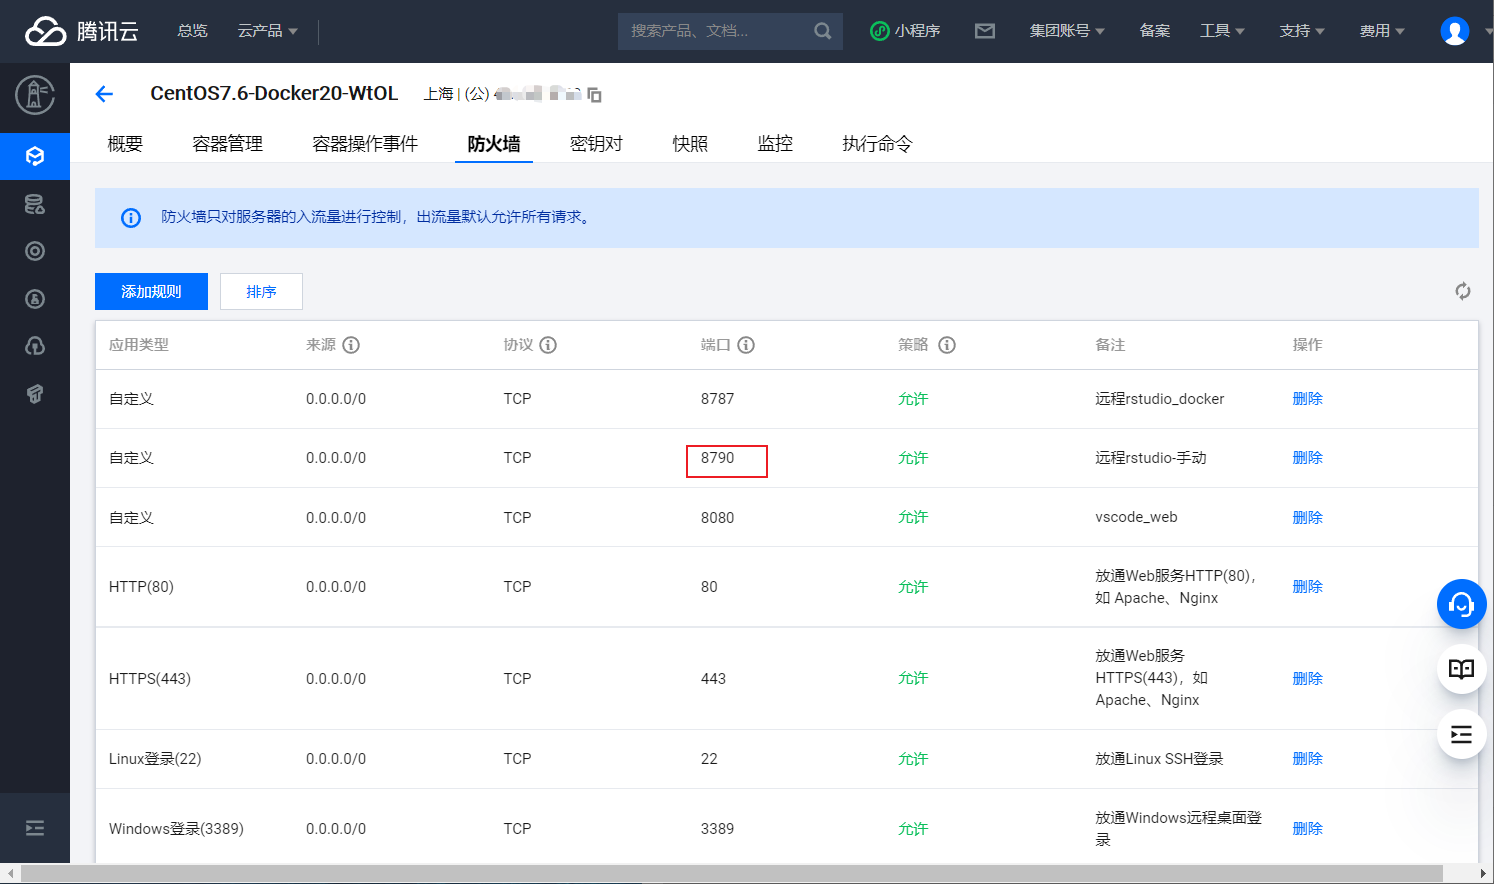 腾讯云 总览 云产品 搜索产品、文档... 小程序 集团账号 备案 工具 支持 费用
CentOS7.6-Docker20-WtOL 上海 | (公)
概要 容器管理 容器操作事件 防火墙 密钥对 快照 监控 执行命令
防火墙只对服务器的入流量进行控制，出流量默认允许所有请求。
添加规则 排序
应用类型 来源 协议 端口 策略 备注 操作
自定义 0.0.0.0/0 TCP 8787 允许 远程rstudio_docker 删除
自定义 0.0.0.0/0 TCP 8790 允许 远程rstudio-手动 删除
自定义 0.0.0.0/0 TCP 8080 允许 vscode_web 删除
HTTP(80) 0.0.0.0/0 TCP 80 允许 放通Web服务HTTP(80)，
如 Apache、Nginx 删除
HTTPS(443) 0.0.0.0/0 TCP 443 允许 放通Web服务
HTTPS(443)，如
Apache、Nginx 删除
Linux登录(22) 0.0.0.0/0 TCP 22 允许 放通Linux SSH登录 删除
Windows登录(3389) 0.0.0.0/0 TCP 3389 允许 放通Windows远程桌面登
录 删除